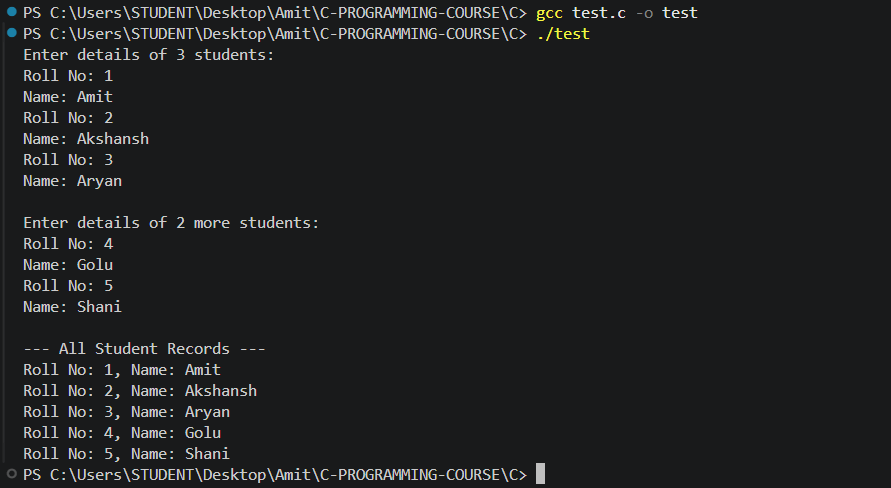 PS C:\Users\STUDENT\Desktop\Amit\C-PROGRAMMING-COURSE\C> gcc test.c -o test
PS C:\Users\STUDENT\Desktop\Amit\C-PROGRAMMING-COURSE\C> ./test
Enter details of 3 students:
Roll No: 1
Name: Amit
Roll No: 2
Name: Akshansh
Roll No: 3
Name: Aryan

Enter details of 2 more students:
Roll No: 4
Name: Golu
Roll No: 5
Name: Shani

--- All Student Records ---
Roll No: 1, Name: Amit
Roll No: 2, Name: Akshansh
Roll No: 3, Name: Aryan
Roll No: 4, Name: Golu
Roll No: 5, Name: Shani
PS C:\Users\STUDENT\Desktop\Amit\C-PROGRAMMING-COURSE\C>